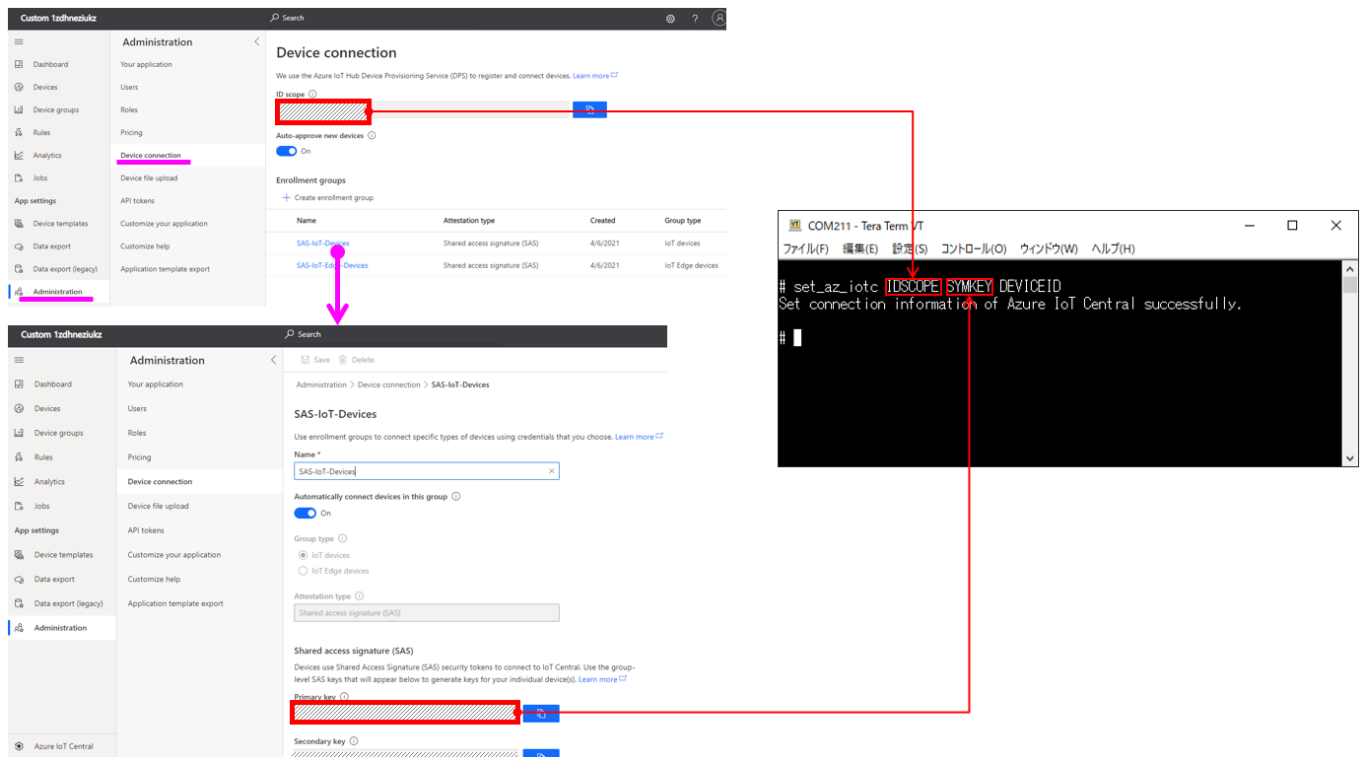 Custom 1zdhneziukz
Search
?
Dashboard
Devices
Device groups
Rules
Analytics
Jobs
App settings
Device templates
Data export
Data export (legacy)
Administration
Administration
Your application
Users
Roles
Pricing
Device connection
Device file upload
API tokens
Customize your application
Customize help
Application template export
Device connection
We use the Azure IoT Hub Device Provisioning Service (DPS) to register and connect devices. Learn more
ID scope
Auto-approve new devices
On
Enrollment groups
+ Create enrollment group
Name Attestation type Created Group type
SAS-IoT-Devices Shared access signature (SAS) 4/6/2021 IoT devices
SAS-IoT-Edge-Devices Shared access signature (SAS) 4/6/2021 IoT Edge devices
COM211 - Tera Term VT
ファイル(F) 編集(E) 設定(S) コントロール(O) ウィンドウ(W) ヘルプ(H)
# set_az_iotc IDSCOPE SYMKEY DEVICEID
Set connection information of Azure IoT Central successfully.
#
Custom 1zdhneziukz
Search
Dashboard
Devices
Device groups
Rules
Analytics
Jobs
App settings
Device templates
Data export
Data export (legacy)
Administration
Azure IoT Central
Administration
Your application
Users
Roles
Pricing
Device connection
Device file upload
API tokens
Customize your application
Customize help
Application template export
Save Delete
Administration > Device connection > SAS-IoT-Devices
SAS-IoT-Devices
Use enrollment groups to connect specific types of devices using credentials that you choose. Learn more
Name *
SAS-IoT-Devices
Automatically connect devices in this group
On
Group type
IoT devices
IoT Edge devices
Attestation type
Shared access signature (SAS)
Shared access signature (SAS)
Devices use Shared Access Signature (SAS) security tokens to connect to IoT Central. Use the group-
level SAS keys that will appear below to generate keys for your individual device(s). Learn more
Primary key
Secondary key